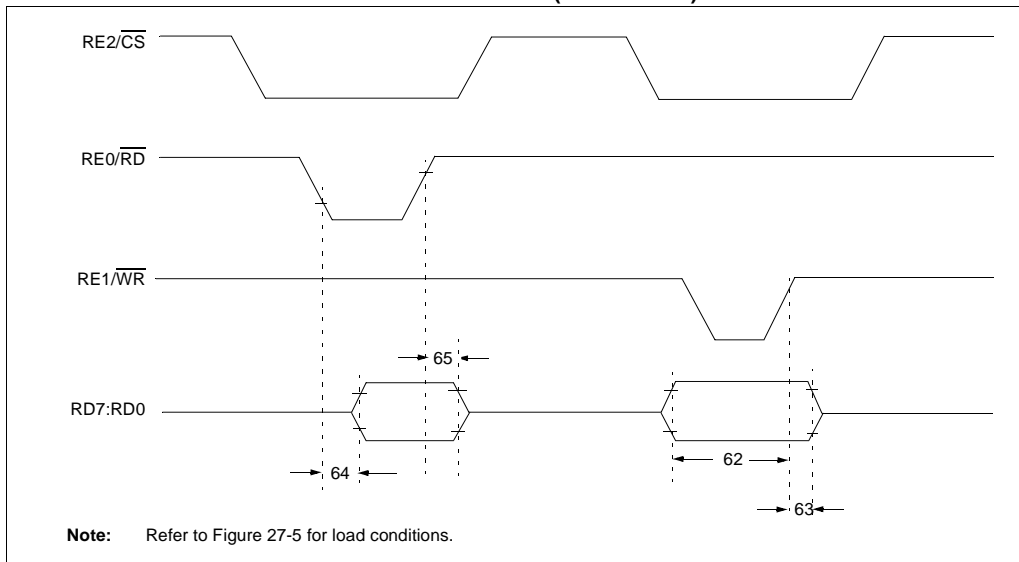 RE2/CS
RE0/RD
RE1/WR
65
RD7:RD0
62
64
63
Note: Refer to Figure 27-5 for load conditions.